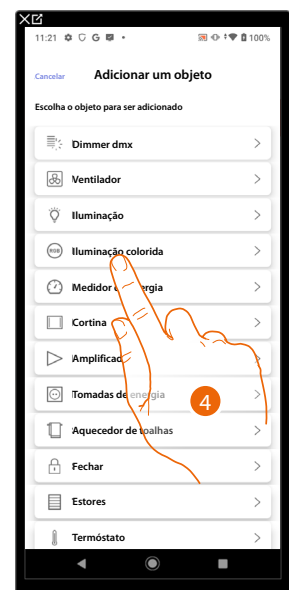 11:21 G 100%
Cancelar Adicionar um objeto
Escolha o objeto para ser adicionado
Dimmer dmx
Ventilador
Iluminação
RGB Iluminação colorida
Medidor energia
Cortina
Amplificad
Tomadas de energia
4
Aquecedor de toalhas
Fechar
Estores
Termóstato